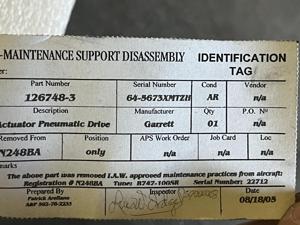 -MAINTENANCE SUPPORT DISASSEMBLY IDENTIFICATION TAG
er:
Part Number Serial Number Cond Vendor
126748-3 64-5673XMTZH AR n/a
Description Manufacturer Qty P.O. No
Actuator Pneumatic Drive Garrett 01 n/a
Removed From Position APS Work Order Job Card Loc
N248BA only n/a n/a n/a
The above part was removed I.A.W. approved maintenance practices from aircraft:
Registration # N248BA Type: B747-100SR Serial Number: 22712
Prepared By Inspector Date
Patrick Arellano 08/18/05